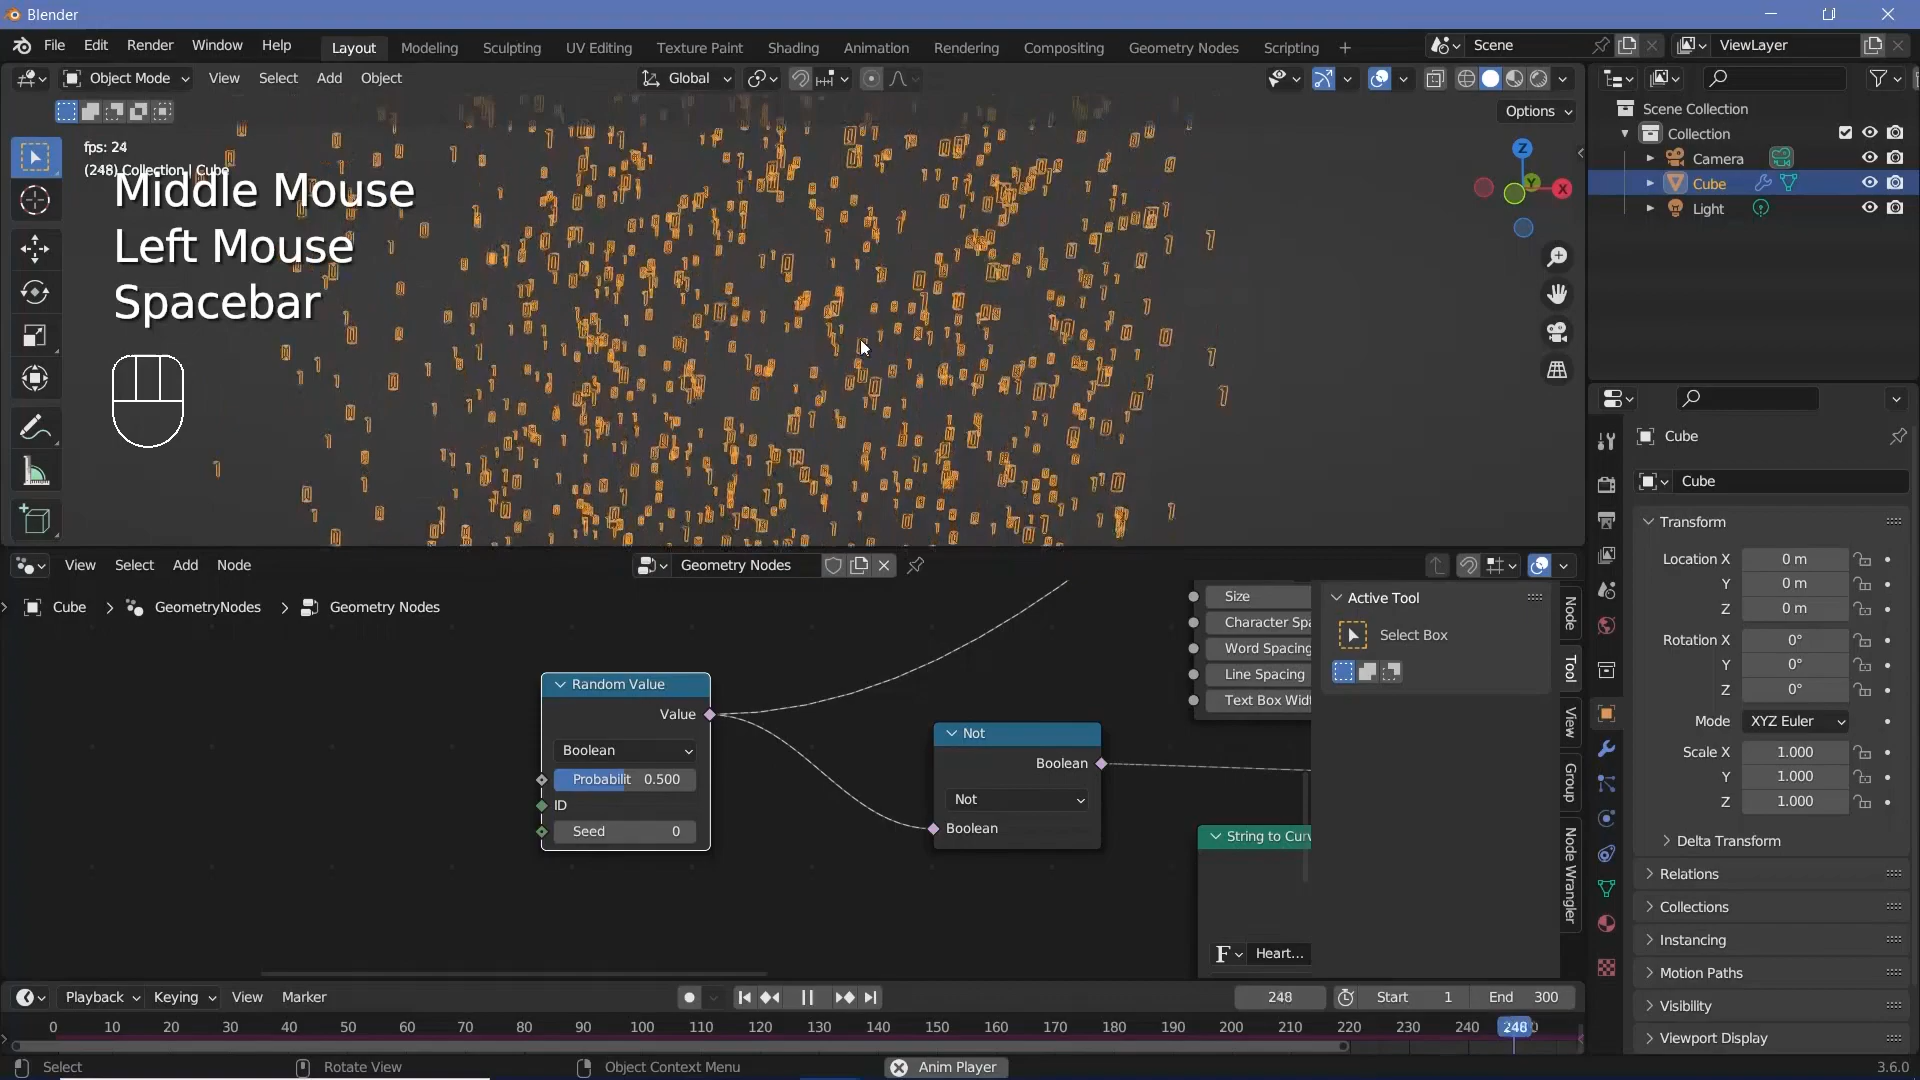 Blender
File Edit Render Window Help Layout Modeling Sculpting UV Editing Texture Paint Shading Animation Rendering Compositing Geometry Nodes Scripting Scene ViewLayer
Object Mode View Select Add Object Global
Options
fps: 24
(248) Collection | Cube
Middle Mouse
Left Mouse
Spacebar
Z
Y
X
Scene Collection
Collection
Camera
Cube
Light
Cube
Cube
Transform
Location X 0 m
Y 0 m
Z 0 m
Rotation X 0°
Y 0°
Z 0°
Mode XYZ Euler
Scale X 1.000
Y 1.000
Z 1.000
Delta Transform
Relations
Collections
Instancing
Motion Paths
Visibility
Viewport Display
View Select Add Node Geometry Nodes
Cube > GeometryNodes > Geometry Nodes
Random Value
Value
Boolean
Probabilit 0.500
ID
Seed 0
Not
Boolean
Not
Boolean
Size
Character Spa
Word Spacing
Line Spacing
Text Box Widt
String to Curv
F Heart...
Active Tool
Select Box
Node
Tool
View
Group
Node Wrangler
Playback Keying View Marker 248 Start 1 End 300
0 10 20 30 40 50 60 70 80 90 100 110 120 130 140 150 160 170 180 190 200 210 220 230 240 248
Select Rotate View Object Context Menu Anim Player 3.6.0